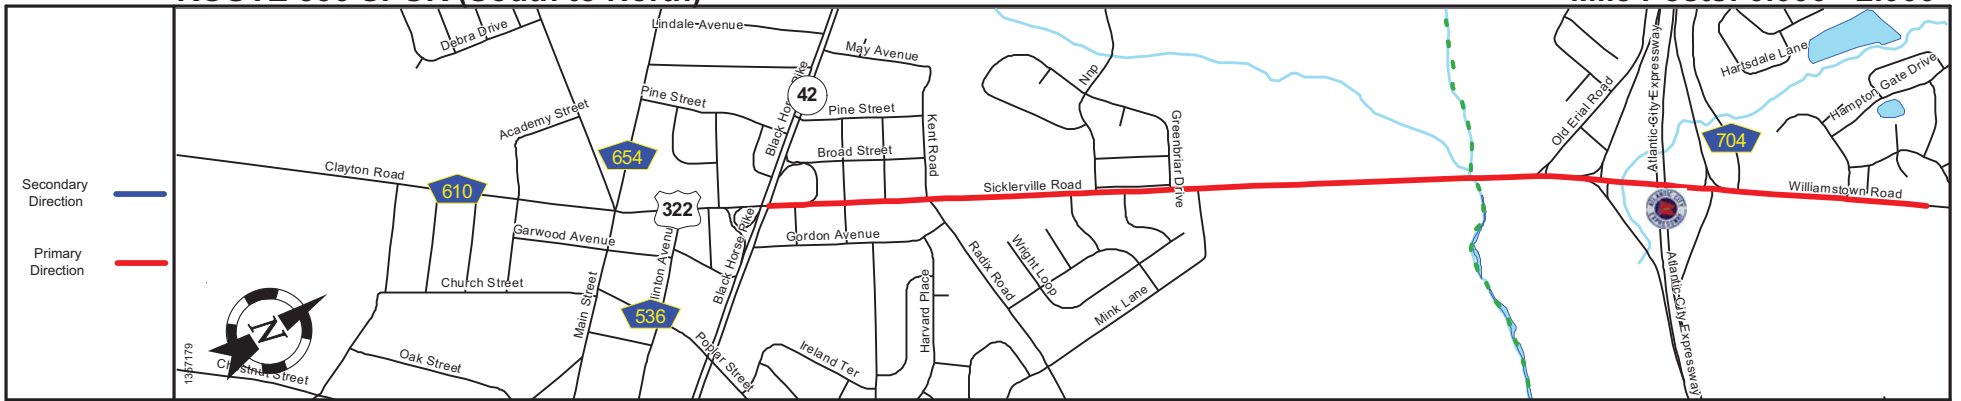 Secondary
Direction
Primary
Direction
Debra Drive
Lindale Avenue
May Avenue
42
Pine Street
Pine Street
Academy Street
Black Horse Pike
Broad Street
Kent Road
Nnp
Greenbriar Drive
Old Erial Road
Atlantic City Expressway
Hartsdale Lane
Hampton Gate Drive
704
654
Clayton Road
610
322
Sicklerville Road
Williamstown Road
Garwood Avenue
Gordon Avenue
Church Street
Main Street
Black Horse Pike
536
Radix Road
Wright Loop
Mink Lane
Harvard Place
Atlantic City Expressway
Poplar Street
Ireland Ter
Oak Street
Chestnut Street
N
1367179